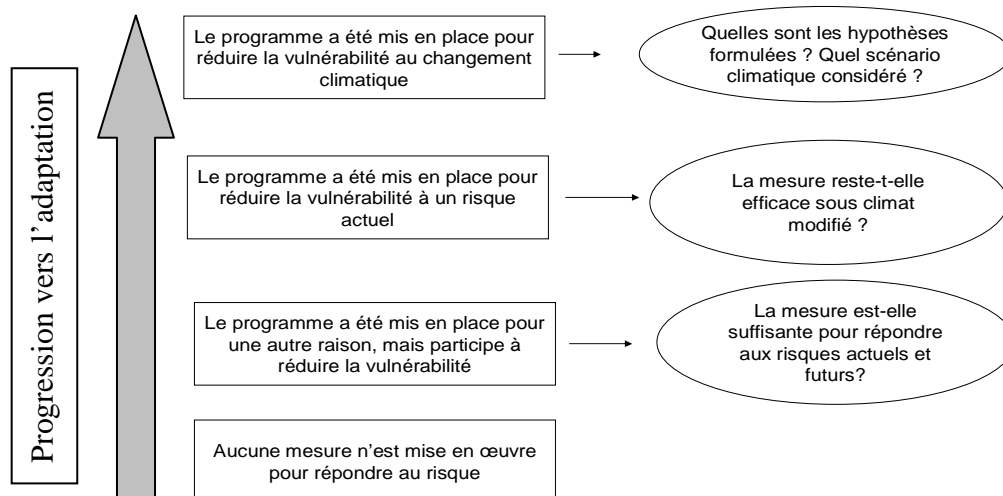 Progression vers l'adaptation
Le programme a été mis en place pour
réduire la vulnérabilité au changement
climatique
Quelles sont les hypothèses
formulées ? Quel scénario
climatique considéré ?
Le programme a été mis en place pour
réduire la vulnérabilité à un risque
actuel
La mesure reste-t-elle
efficace sous climat
modifié ?
Le programme a été mis en place pour
une autre raison, mais participe à
réduire la vulnérabilité
La mesure est-elle
suffisante pour répondre
aux risques actuels et
futurs?
Aucune mesure n'est mise en œuvre
pour répondre au risque